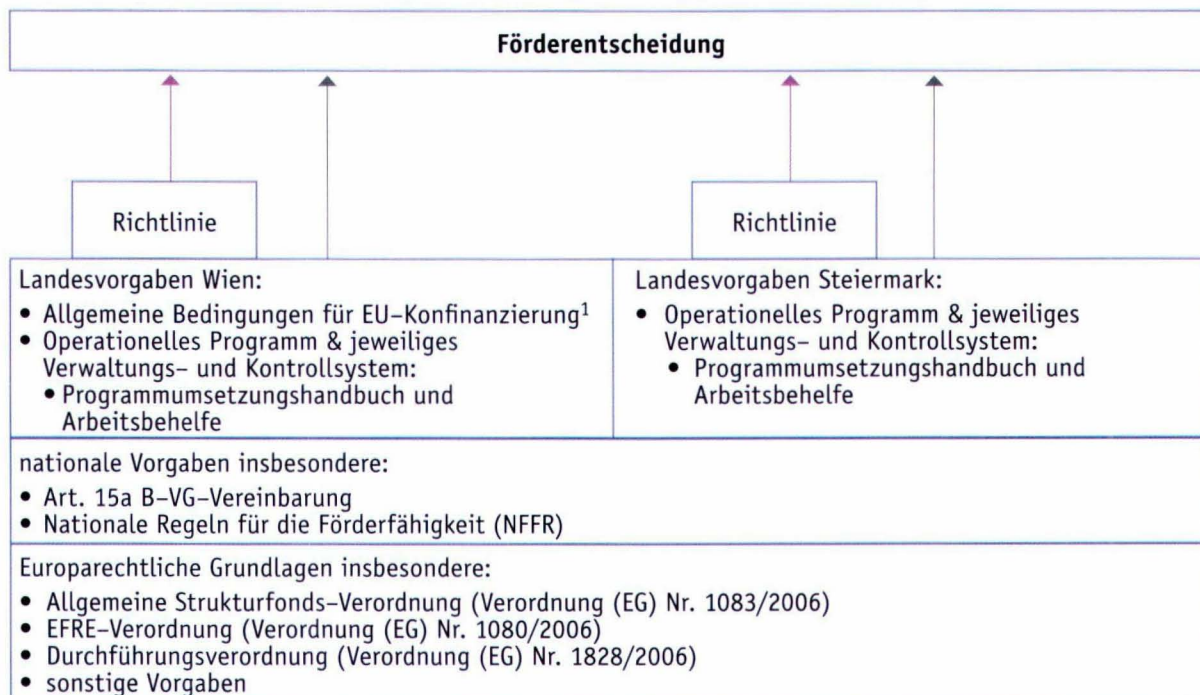 Förderentscheidung
Richtlinie
Richtlinie
Landesvorgaben Wien:
• Allgemeine Bedingungen für EU–Konfinanzierung1
• Operationelles Programm & jeweiliges
Verwaltungs– und Kontrollsystem:
• Programmumsetzungshandbuch und
Arbeitsbehelfe
Landesvorgaben Steiermark:
• Operationelles Programm & jeweiliges
Verwaltungs– und Kontrollsystem:
• Programmumsetzungshandbuch und
Arbeitsbehelfe
nationale Vorgaben insbesondere:
• Art. 15a B–VG–Vereinbarung
• Nationale Regeln für die Förderfähigkeit (NFFR)
Europarechtliche Grundlagen insbesondere:
• Allgemeine Strukturfonds–Verordnung (Verordnung (EG) Nr. 1083/2006)
• EFRE–Verordnung (Verordnung (EG) Nr. 1080/2006)
• Durchführungsverordnung (Verordnung (EG) Nr. 1828/2006)
• sonstige Vorgaben